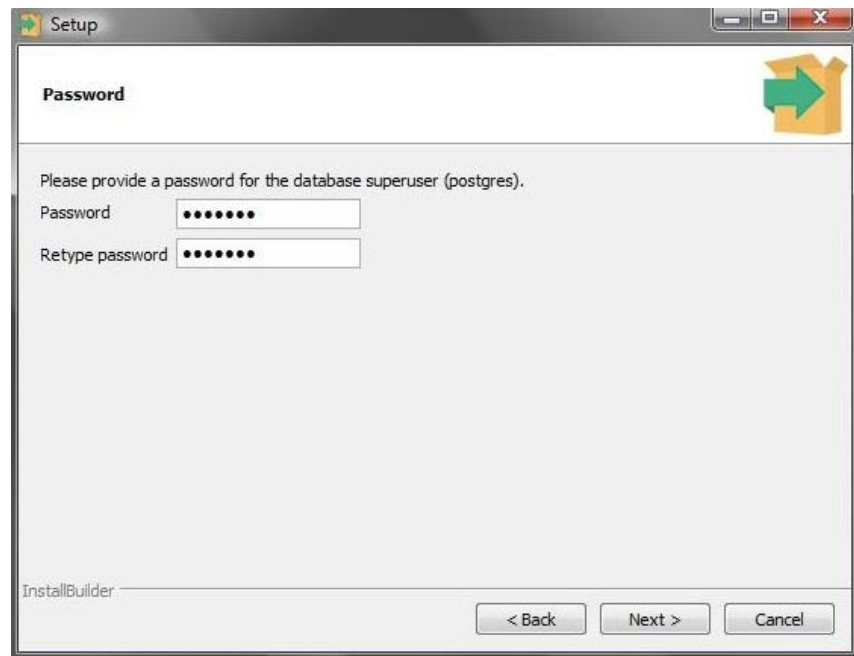 Setup
Password
Please provide a password for the database superuser (postgres).
Password •••••••
Retype password •••••••
InstallBuilder
< Back Next > Cancel